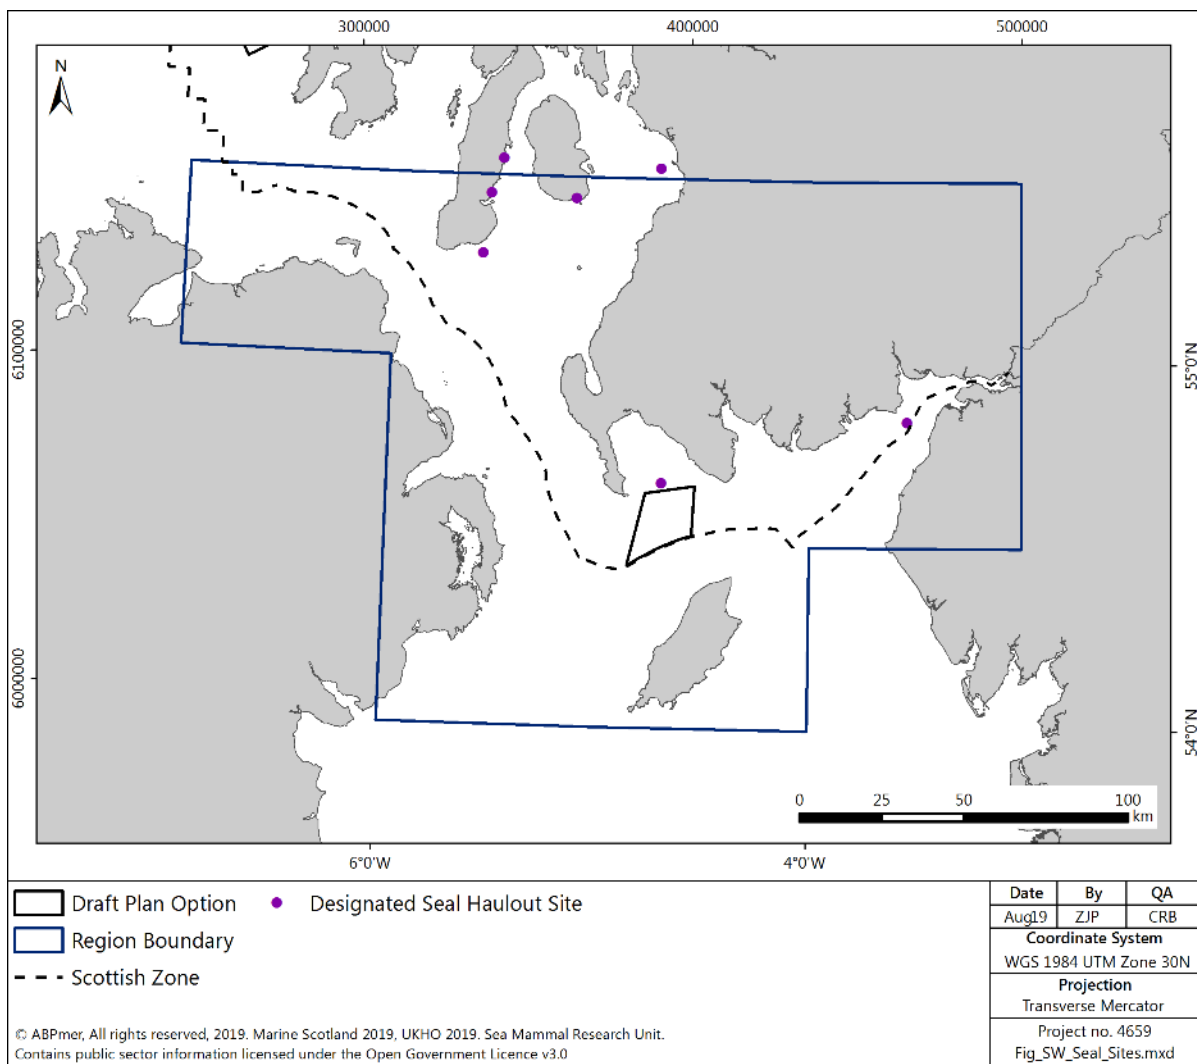 300000 400000 500000
N
6100000
55°0'N
6000000
54°0'N
0 25 50 100
km
6°0'W 4°0'W
Draft Plan Option Designated Seal Haulout Site
Region Boundary
Scottish Zone
© ABPmer, All rights reserved, 2019. Marine Scotland 2019, UKHO 2019. Sea Mammal Research Unit.
Contains public sector information licensed under the Open Government Licence v3.0
Date By QA
Aug19 ZJP CRB
Coordinate System
WGS 1984 UTM Zone 30N
Projection
Transverse Mercator
Project no. 4659
Fig_SW_Seal_Sites.mxd